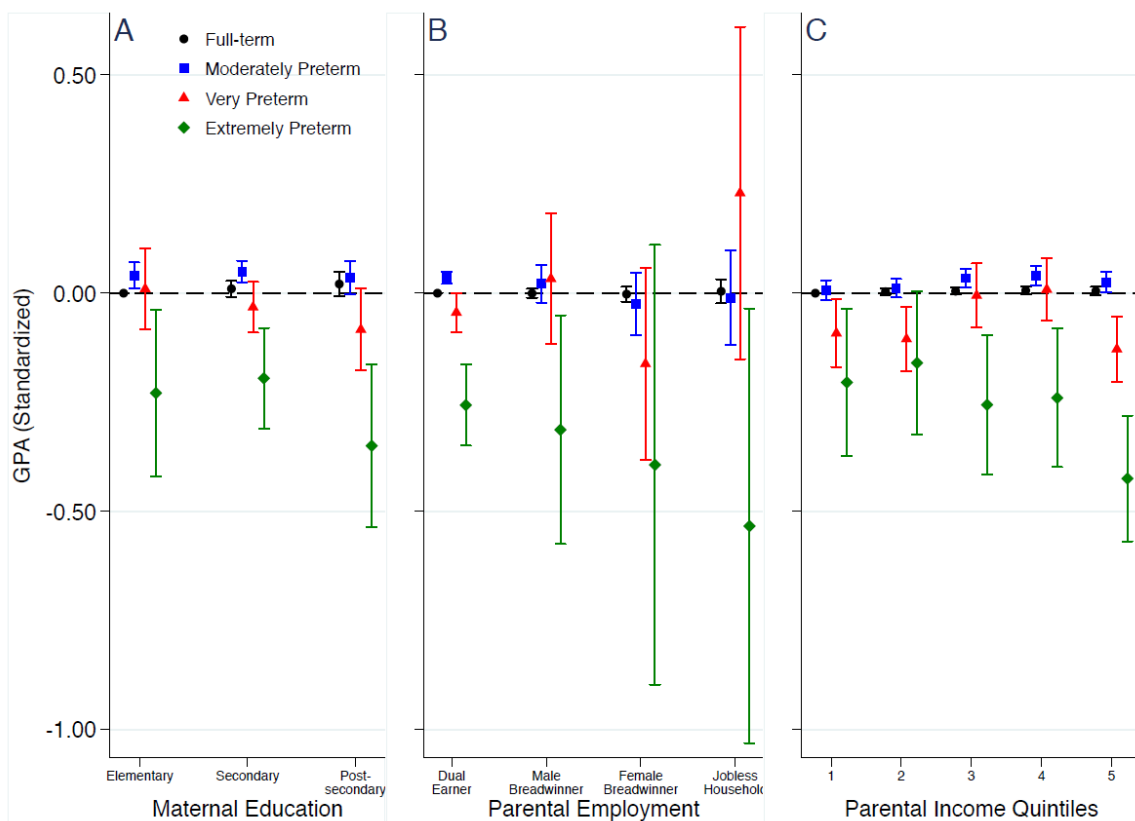 A
B
C
Full-term
Moderately Preterm
Very Preterm
Extremely Preterm
0.50
0.00
-0.50
-1.00
GPA (Standardized)
Elementary
Secondary
Post-
secondary
Dual
Earner
Male
Breadwinner
Female
Breadwinner
Jobless
Household
1
2
3
4
5
Maternal Education
Parental Employment
Parental Income Quintiles